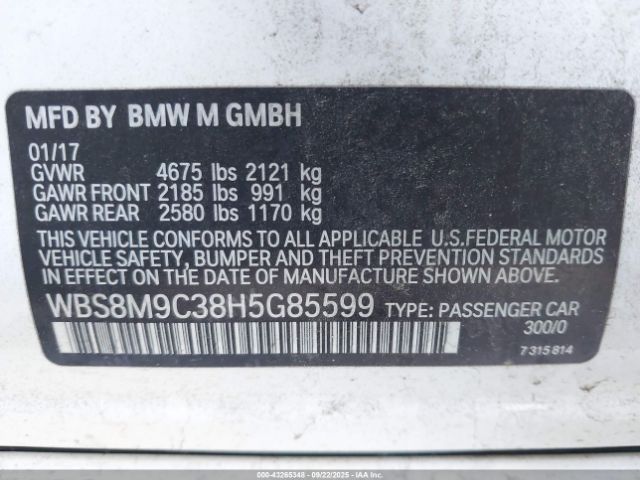 MFD BY BMW M GMBH
01/17
GVWR 4675 lbs 2121 kg
GAWR FRONT 2185 lbs 991 kg
GAWR REAR 2580 lbs 1170 kg
THIS VEHICLE CONFORMS TO ALL APPLICABLE U.S.FEDERAL MOTOR
VEHICLE SAFETY, BUMPER AND THEFT PREVENTION STANDARDS
IN EFFECT ON THE DATE OF MANUFACTURE SHOWN ABOVE.
WBS8M9C38H5G85599 TYPE: PASSENGER CAR
300/0
7 315 814
000-43265348 - 09/22/2025 - IAAI.COM